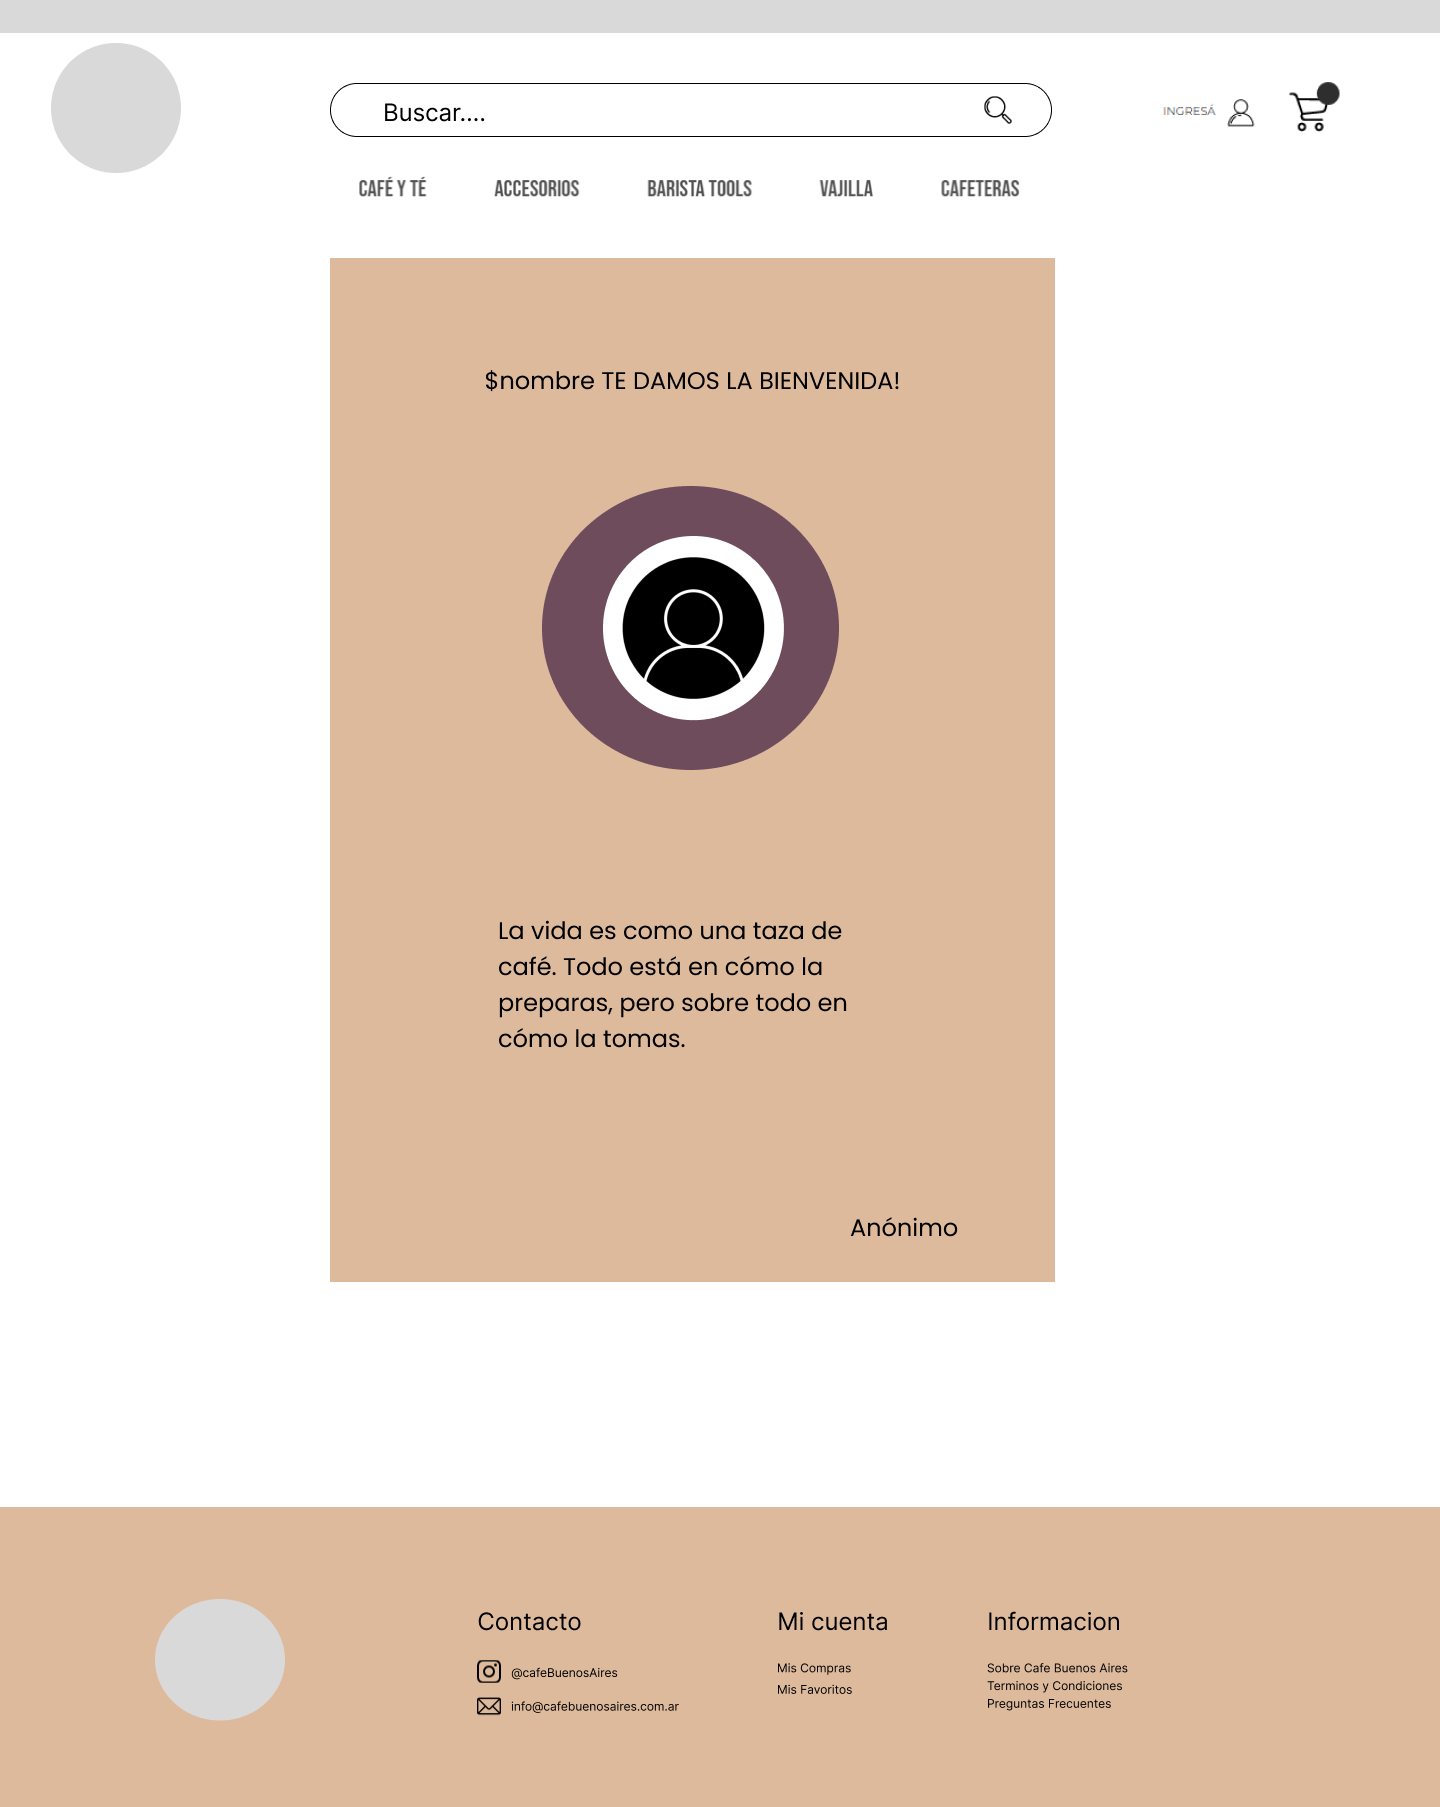 Buscar....
INGRESÁ
CAFÉ Y TÉ
ACCESORIOS
BARISTA TOOLS
VAJILLA
CAFETERAS
$nombre TE DAMOS LA BIENVENIDA!
La vida es como una taza de
café. Todo está en cómo la
preparas, pero sobre todo en
cómo la tomas.
Anónimo
Contacto
@cafeBuenosAires
info@cafebuenosaires.com.ar
Mi cuenta
Mis Compras
Mis Favoritos
Informacion
Sobre Cafe Buenos Aires
Terminos y Condiciones
Preguntas Frecuentes